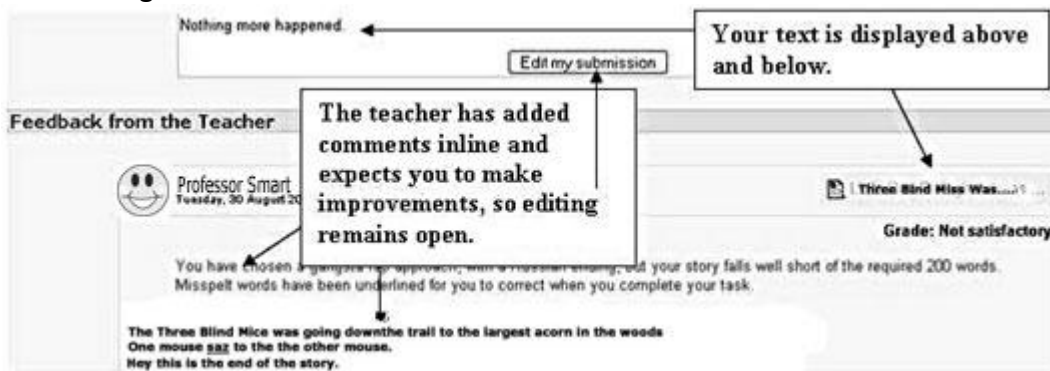 Nothing more happened.
Your text is displayed above
and below.
Edit my submission
Feedback from the Teacher
The teacher has added
comments inline and
expects you to make
improvements, so editing
remains open.
Professor Smart
Tuesday, 30 August 20
Three Blind Miss Was....
Grade: Not satisfactory
You have chosen a gangsta rap approach, with a Russian ending, but your story falls well short of the required 200 words.
Misspelt words have been underlined for you to correct when you complete your task.
The Three Blind Mice was going downthe trail to the largest acorn in the woods
One mouse saz to the the other mouse.
Hey this is the end of the story.